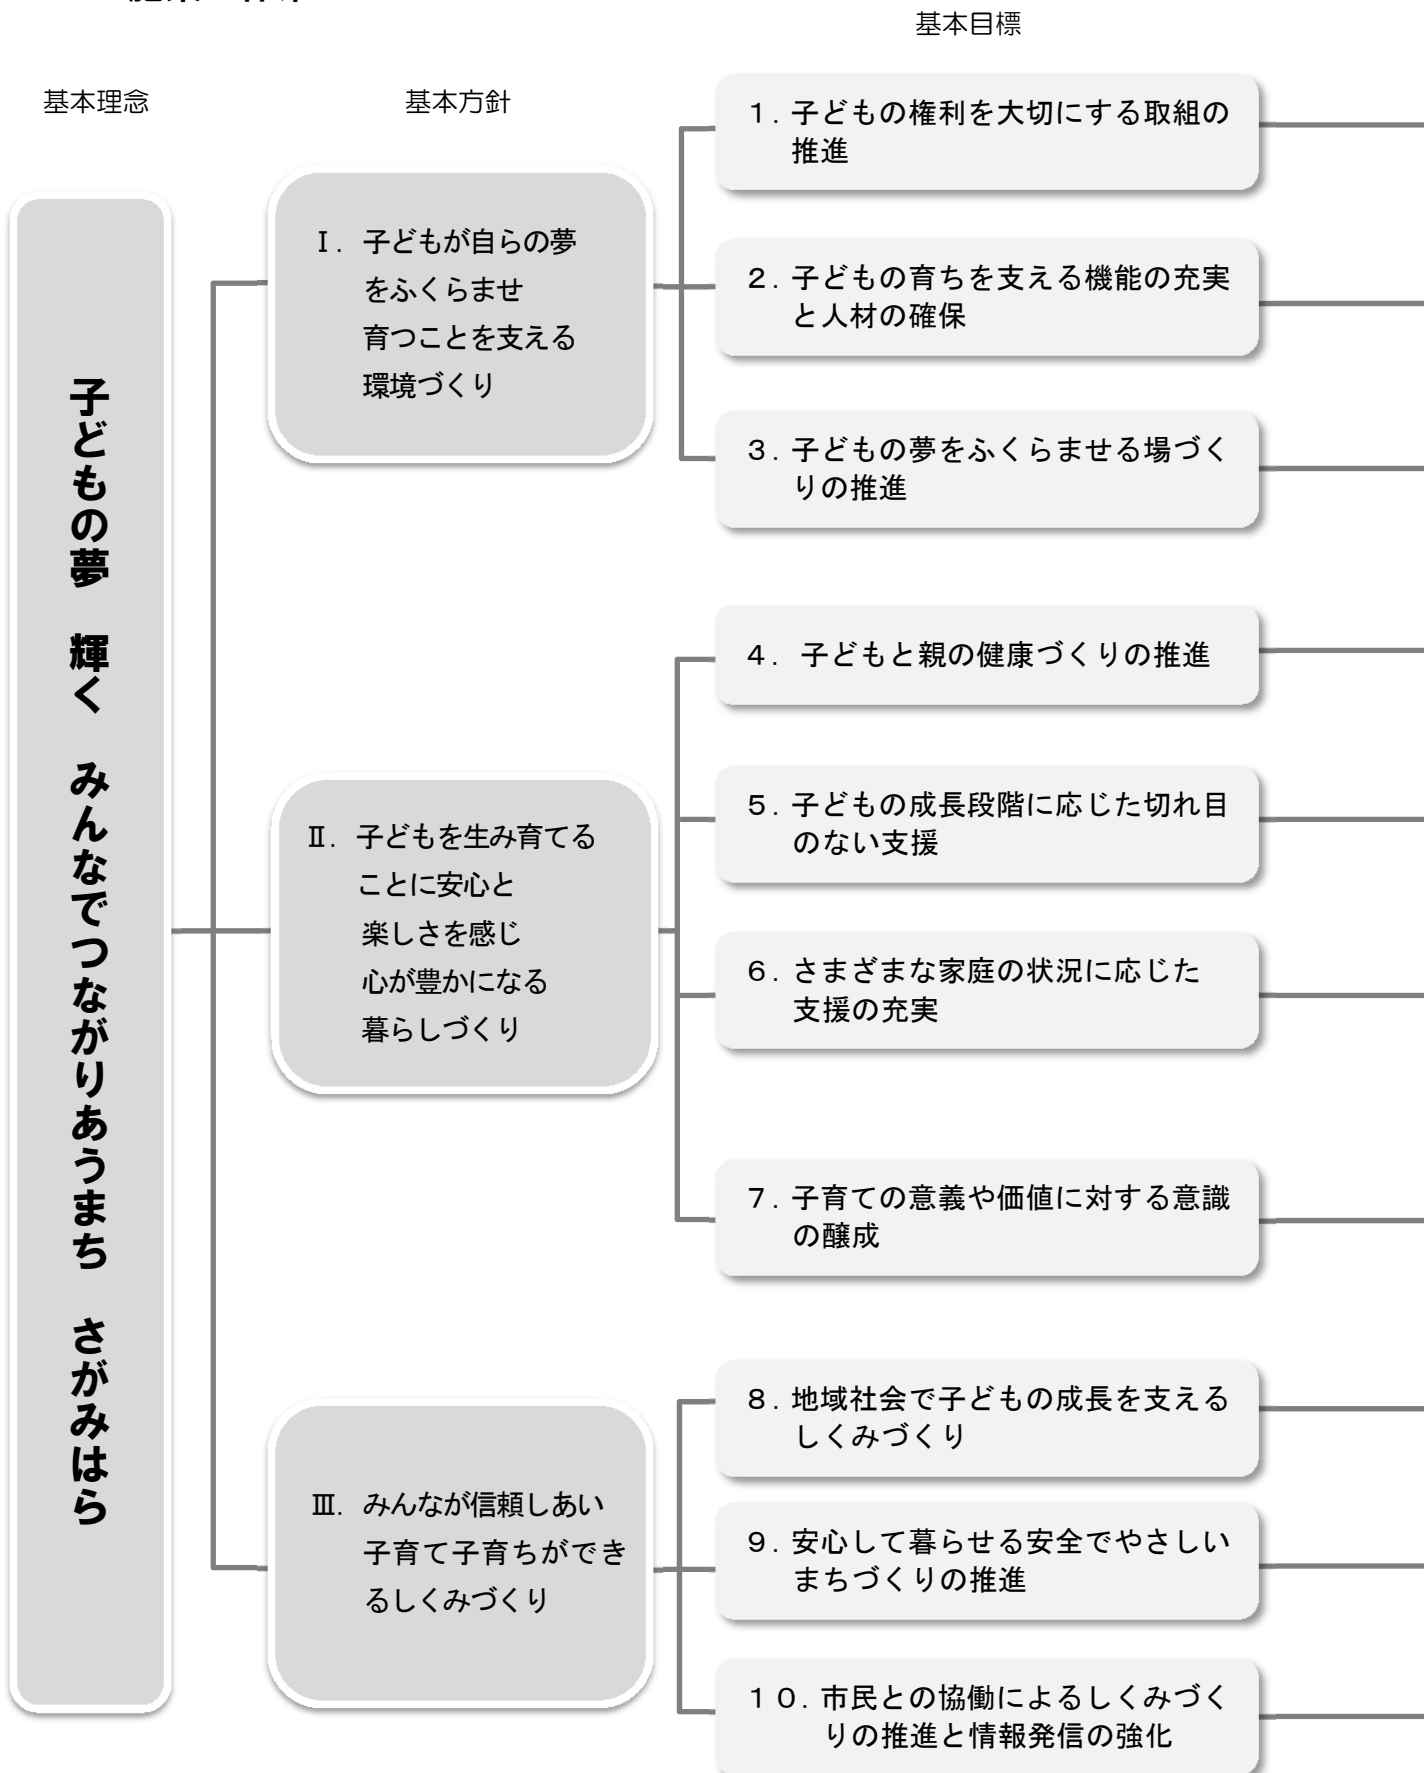 基本目標
基本理念
基本方針
子どもの夢 輝く みんなでつながりあうまち さがみはら
Ⅰ. 子どもが自らの夢
をふくらませ
育つことを支える
環境づくり
1. 子どもの権利を大切にする取組の
推進
2. 子どもの育ちを支える機能の充実
と人材の確保
3. 子どもの夢をふくらませる場づく
りの推進
Ⅱ. 子どもを生み育てる
ことに安心と
楽しさを感じ
心が豊かになる
暮らしづくり
4. 子どもと親の健康づくりの推進
5. 子どもの成長段階に応じた切れ目
のない支援
6. さまざまな家庭の状況に応じた
支援の充実
7. 子育ての意義や価値に対する意識
の醸成
Ⅲ. みんなが信頼しあい
子育て子育ちができ
るしくみづくり
8. 地域社会で子どもの成長を支える
しくみづくり
9. 安心して暮らせる安全でやさしい
まちづくりの推進
10. 市民との協働によるしくみづく
りの推進と情報発信の強化